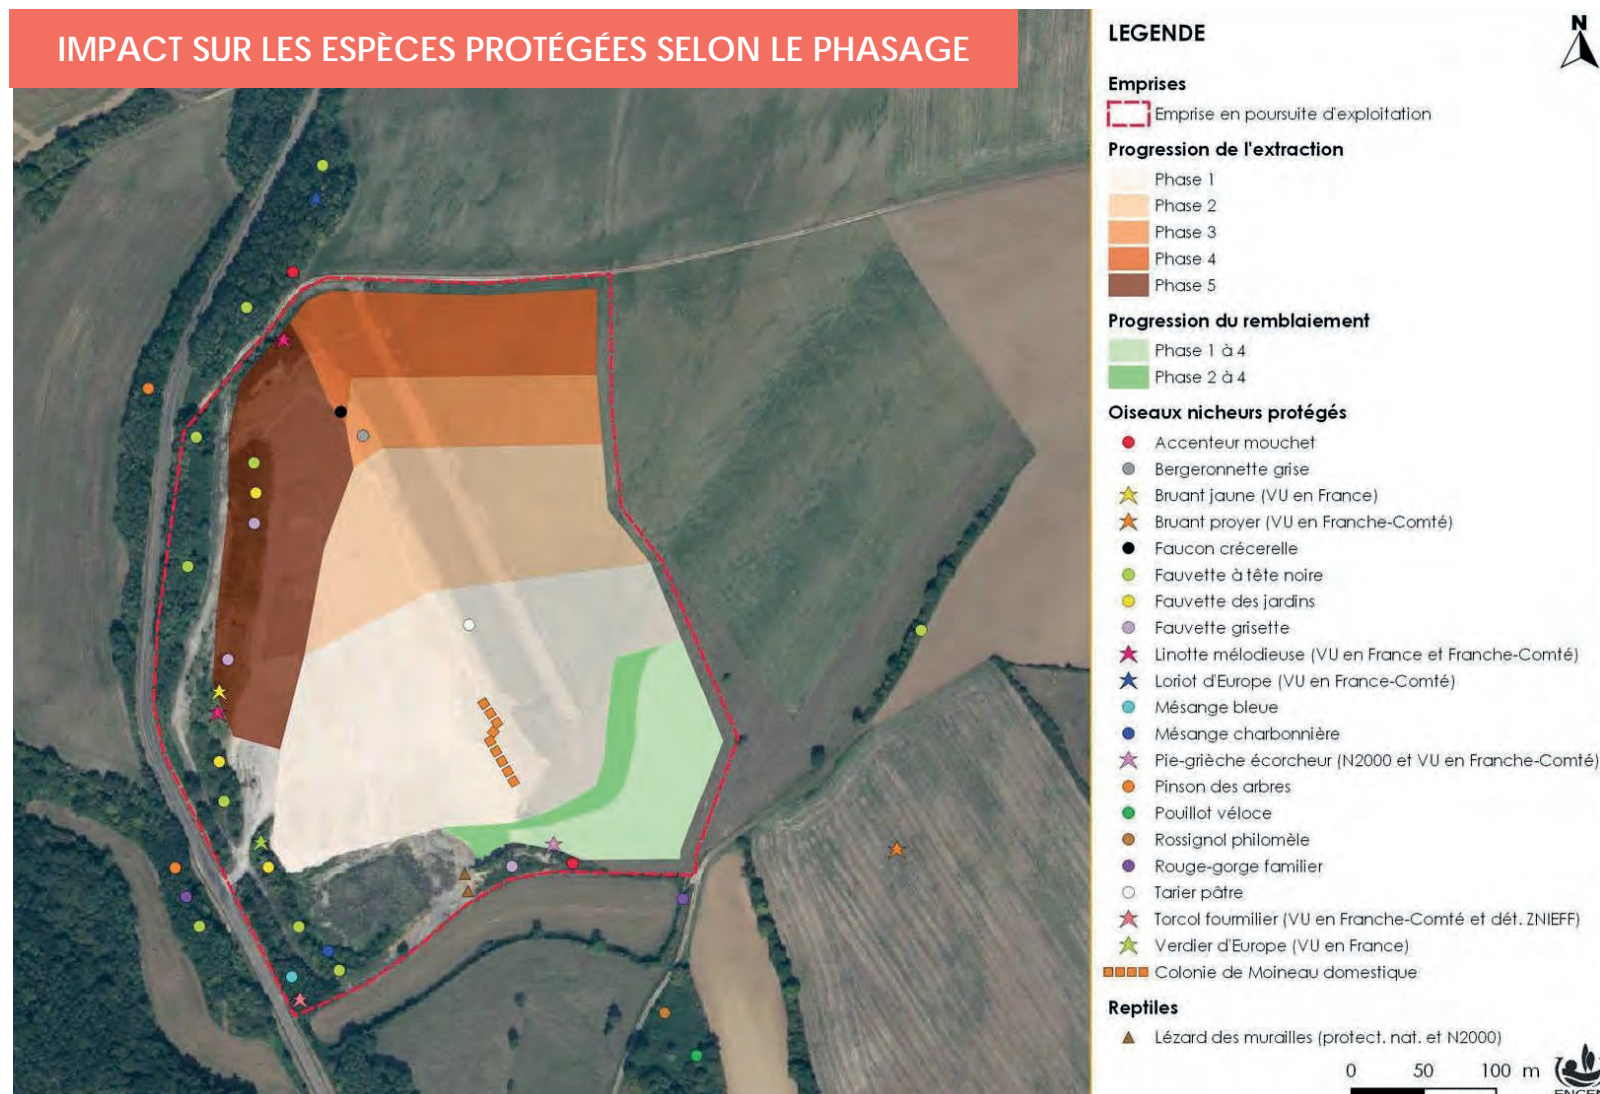 IMPACT SUR LES ESPÈCES PROTÉGÉES SELON LE PHASAGE
LEGENDE
N
Emprises
Emprise en poursuite d'exploitation
Progression de l'extraction
Phase 1
Phase 2
Phase 3
Phase 4
Phase 5
Progression du remblaiement
Phase 1 à 4
Phase 2 à 4
Oiseaux nicheurs protégés
Accenteur mouchet
Bergeronnette grise
Bruant jaune (VU en France)
Bruant proyer (VU en Franche-Comté)
Faucon crécerelle
Fauvette à tête noire
Fauvette des jardins
Fauvette grisette
Linotte mélodieuse (VU en France et Franche-Comté)
Loriot d'Europe (VU en France-Comté)
Mésange bleue
Mésange charbonnière
Pie-grièche écorcheur (N2000 et VU en Franche-Comté)
Pinson des arbres
Pouillot véloce
Rossignol philomèle
Rouge-gorge familier
Tarier pâtre
Torcol fourmilier (VU en Franche-Comté et dét. ZNIEFF)
Verdier d'Europe (VU en France)
Colonie de Moineau domestique
Reptiles
Lézard des murailles (protect. nat. et N2000)
0 50 100 m